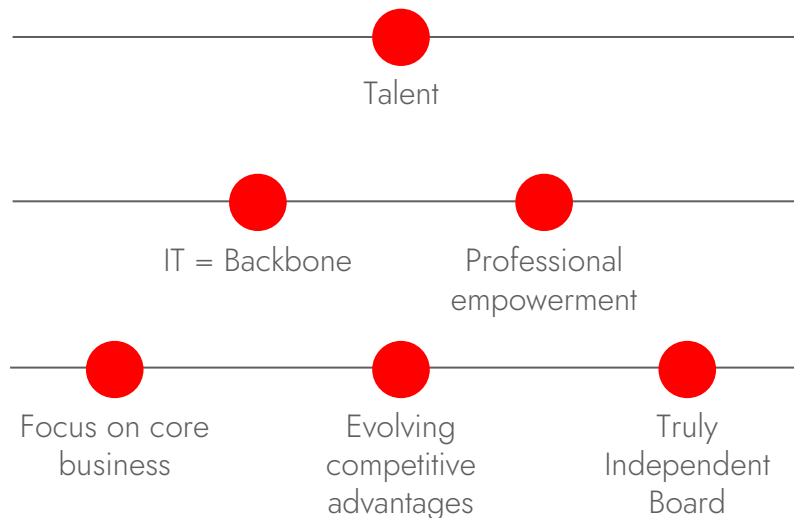 Talent
IT = Backbone
Professional
empowerment
Focus on core
business
Evolving
competitive
advantages
Truly
Independent
Board